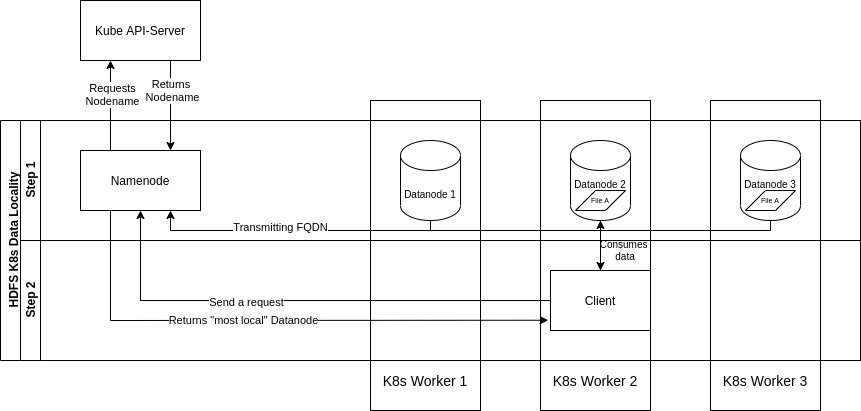 Kube API-Server
Requests
Nodename
Returns
Nodename
HDFS K8s Data Locality
Step 1
Namenode
Datanode 1
Datanode 2
File A
Datanode 3
File A
Transmitting FQDN
Step 2
Consumes
data
Client
Send a request
Returns "most local" Datanode
K8s Worker 1
K8s Worker 2
K8s Worker 3